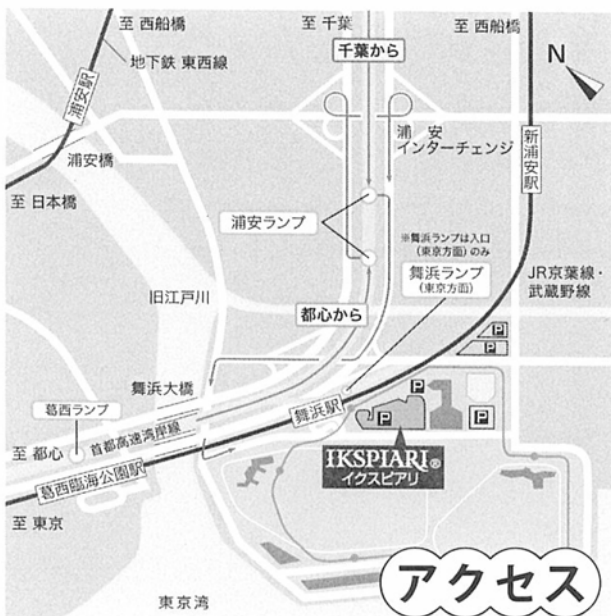 至 西船橋
至 千葉
至 西船橋
千葉から
N
地下鉄 東西線
浦安駅
浦安
インターチェンジ
新浦安駅
浦安橋
至 日本橋
浦安ランプ
※舞浜ランプは入口
(東京方面)のみ
舞浜ランプ
(東京方面)
JR京葉線・
武蔵野線
旧江戸川
都心から
P
P
舞浜大橋
葛西ランプ
舞浜駅
P
P
P
首都高速湾岸線
至 都心
IKSPIARI®
イクスピアリ
葛西臨海公園駅
至 東京
東京湾
アクセス